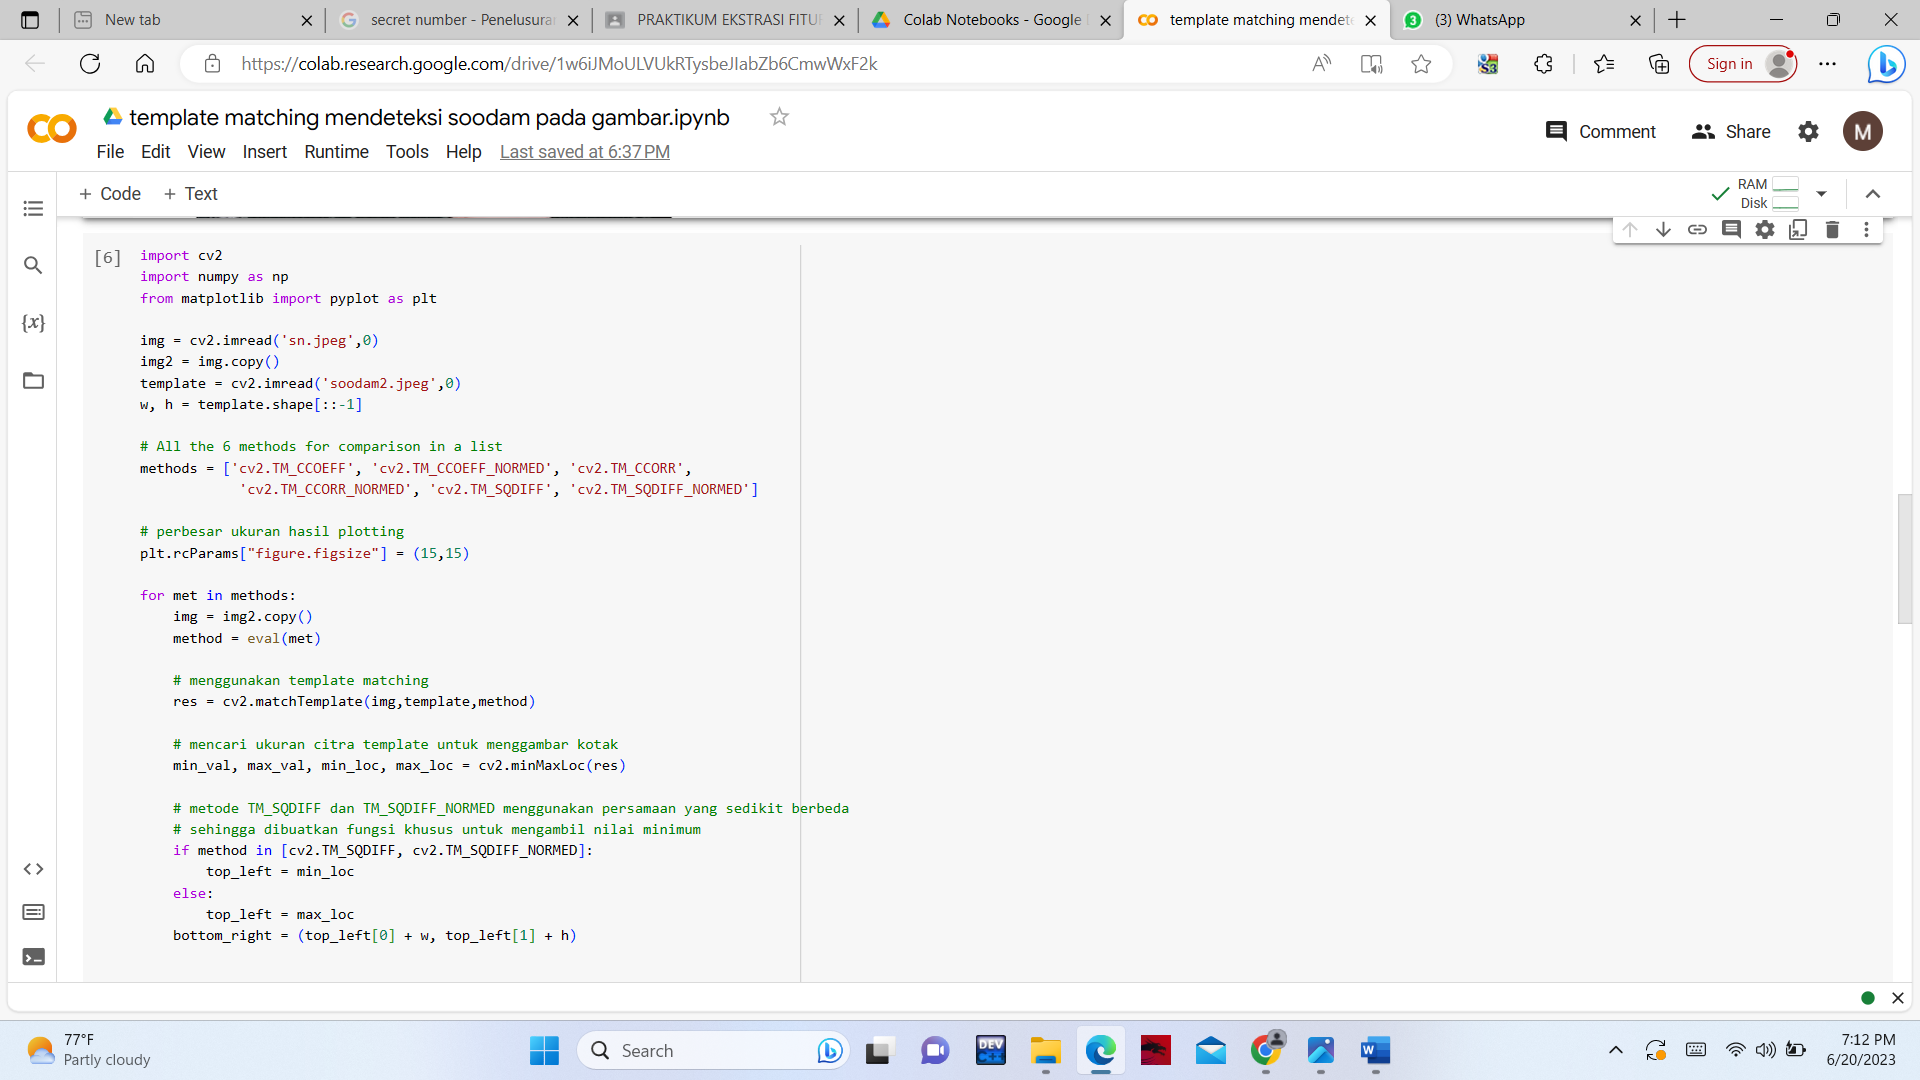 New tab
secret number - Penelusuran
PRAKTIKUM EKSTRASI FITUR
Colab Notebooks - Google
template matching mendete
3 (3) WhatsApp
https://colab.research.google.com/drive/1w6iJMoULVUkRTysbeJIabZb6CmwWxF2k
Sign in
template matching mendeteksi soodam pada gambar.ipynb
Comment Share M
File Edit View Insert Runtime Tools Help Last saved at 6:37 PM
+ Code + Text
RAM
Disk
[6]
import cv2
import numpy as np
from matplotlib import pyplot as plt
img = cv2.imread('sn.jpeg',0)
img2 = img.copy()
template = cv2.imread('soodam2.jpeg',0)
w, h = template.shape[::-1]
# All the 6 methods for comparison in a list
methods = ['cv2.TM_CCOEFF', 'cv2.TM_CCOEFF_NORMED', 'cv2.TM_CCORR',
            'cv2.TM_CCORR_NORMED', 'cv2.TM_SQDIFF', 'cv2.TM_SQDIFF_NORMED']
# perbesar ukuran hasil plotting
plt.rcParams["figure.figsize"] = (15,15)
for met in methods:
    img = img2.copy()
    method = eval(met)
    # menggunakan template matching
    res = cv2.matchTemplate(img,template,method)
    # mencari ukuran citra template untuk menggambar kotak
    min_val, max_val, min_loc, max_loc = cv2.minMaxLoc(res)
    # metode TM_SQDIFF dan TM_SQDIFF_NORMED menggunakan persamaan yang sedikit berbeda
    # sehingga dibuatkan fungsi khusus untuk mengambil nilai minimum
    if method in [cv2.TM_SQDIFF, cv2.TM_SQDIFF_NORMED]:
        top_left = min_loc
    else:
        top_left = max_loc
    bottom_right = (top_left[0] + w, top_left[1] + h)
77°F
Partly cloudy
Search
DEV C++
7:12 PM
6/20/2023